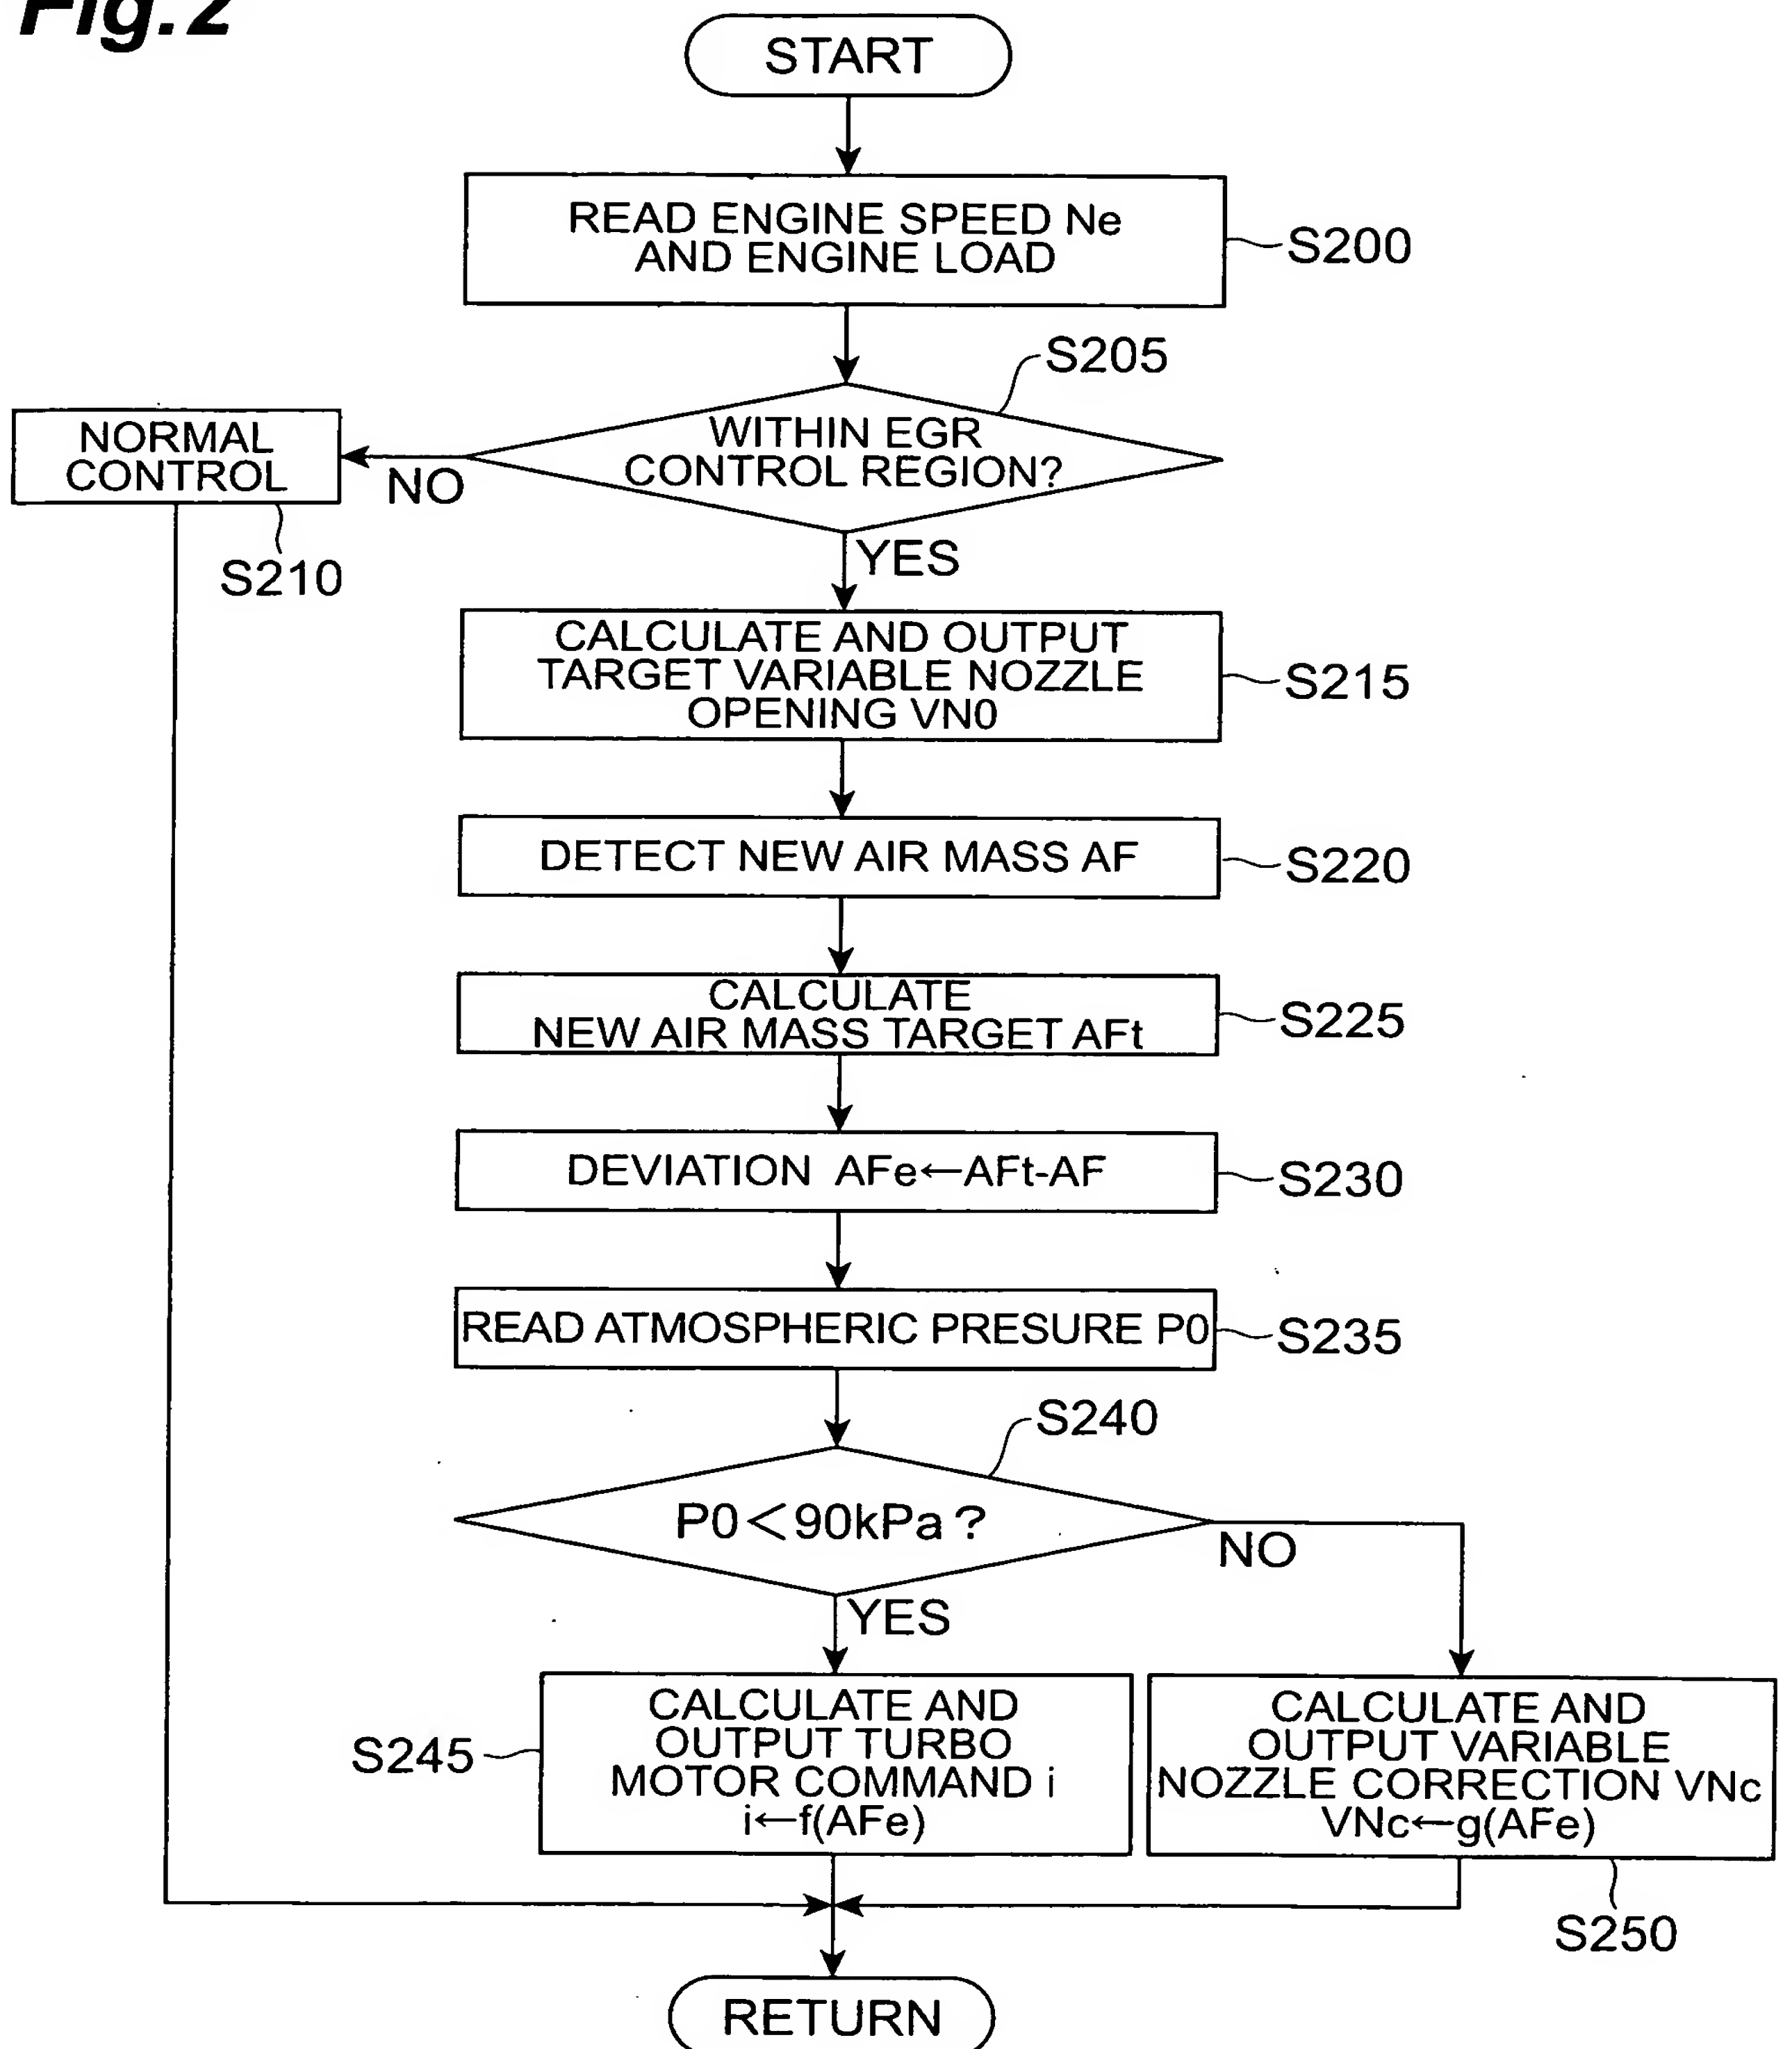 Fig.2
START
READ ENGINE SPEED Ne
AND ENGINE LOAD
S200
S205
WITHIN EGR
CONTROL REGION?
NORMAL
CONTROL
NO
S210
YES
CALCULATE AND OUTPUT
TARGET VARIABLE NOZZLE
OPENING VN0
S215
DETECT NEW AIR MASS AF
S220
CALCULATE
NEW AIR MASS TARGET AFt
S225
DEVIATION AFe←AFt-AF
S230
READ ATMOSPHERIC PRESURE P0
S235
S240
P0<90kPa?
NO
YES
CALCULATE AND
OUTPUT TURBO
MOTOR COMMAND i
i←f(AFe)
S245
CALCULATE AND
OUTPUT VARIABLE
NOZZLE CORRECTION VNc
VNc←g(AFe)
S250
RETURN